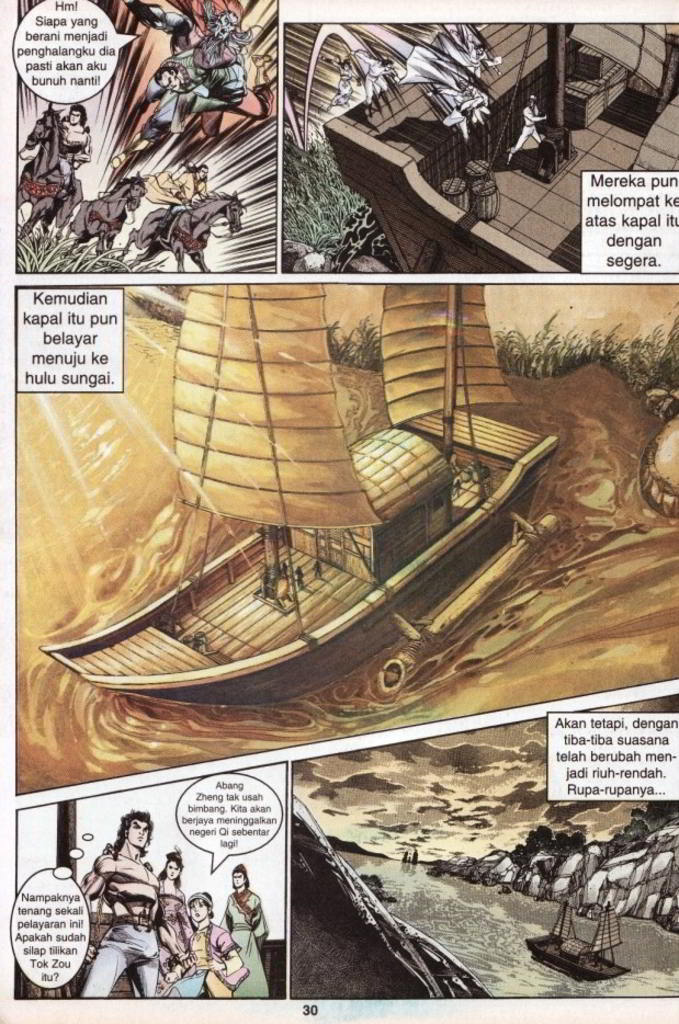 Hm!
Siapa yang
berani menjadi
penghalangku dia
pasti akan aku
bunuh nanti!
Mereka pun
melompat ke
atas kapal itu
dengan
segera.
Kemudian
kapal itu pun
belayar
menuju ke
hulu sungai.
Abang
Zheng tak usah
bimbang. Kita akan
berjaya meninggalkan
negeri Qi sebentar
lagi!
Nampaknya
tenang sekali
pelayaran ini!
Apakah sudah
silap tilikan
Tok Zou
itu?
Akan tetapi, dengan
tiba-tiba suasana
telah berubah men-
jadi riuh-rendah.
Rupa-rupanya...
30